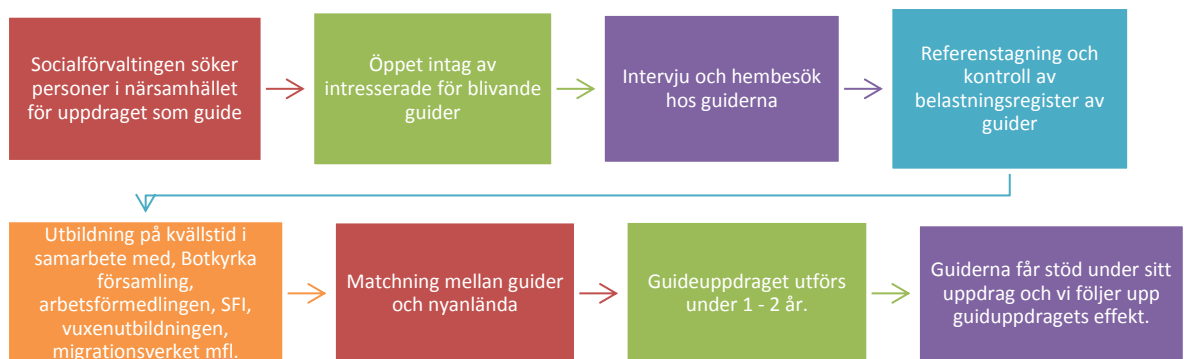 Socialförvaltingen söker
personer i närsamhället
för uppdraget som guide
Öppet intag av
intresserade för blivande
guider
Intervju och hembesök
hos guiderna
Referenstagning och
kontroll av
belastningsregister av
guider
Utbildning på kvällstid i
samarbete med, Botkyrka
församling,
arbetsförmedlingen, SFI,
vuxenutbildningen,
migrationsverket mfl.
Matchning mellan guider
och nyanlända
Guideuppdraget utförs
under 1 - 2 år.
Guiderna får stöd under sitt
uppdrag och vi följer upp
guiduppdragets effekt.